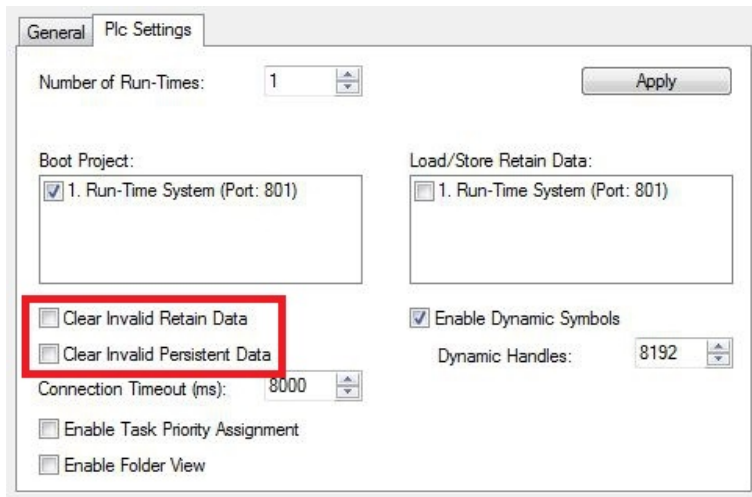 General
Plc Settings
Number of Run-Times:
1
Apply
Boot Project:
Load/Store Retain Data:
1. Run-Time System (Port: 801)
1. Run-Time System (Port: 801)
Clear Invalid Retain Data
Enable Dynamic Symbols
Clear Invalid Persistent Data
Dynamic Handles:
8192
Connection Timeout (ms):
8000
Enable Task Priority Assignment
Enable Folder View